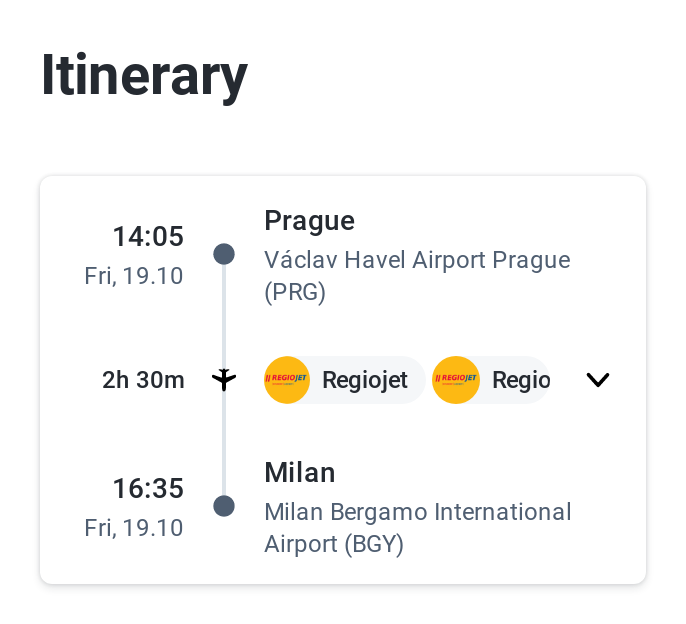 Itinerary
14:05
Fri, 19.10
Prague
Václav Havel Airport Prague
(PRG)
2h 30m
REGIOJET
Regiojet
REGIOJET
Regio
16:35
Fri, 19.10
Milan
Milan Bergamo International
Airport (BGY)